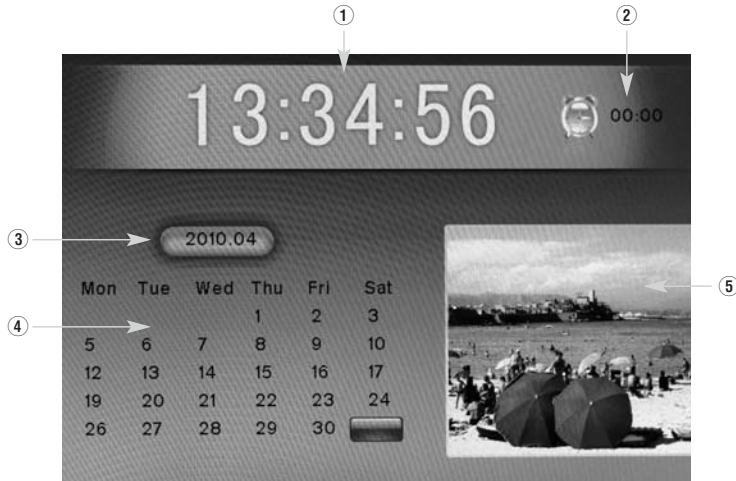 ① ②
13:34:56 00:00
③ 2010.04
Mon Tue Wed Thu Fri Sat
⑤
④ 1 2 3
5 6 7 8 9 10
12 13 14 15 16 17
19 20 21 22 23 24
26 27 28 29 30